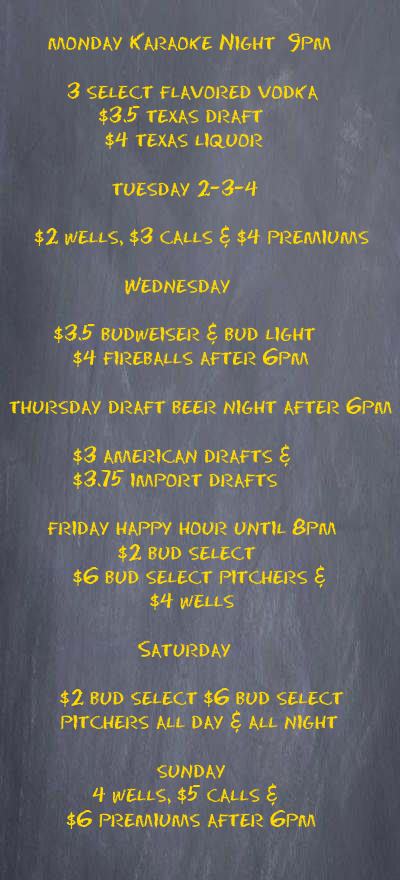 MONDAY KARAOKE NIGHT 9PM
3 SELECT FLAVORED VODKA
$3.5 TEXAS DRAFT
$4 TEXAS LIQUOR
TUESDAY 2-3-4
$2 WELLS, $3 CALLS & $4 PREMIUMS
WEDNESDAY
$3.5 BUDWEISER & BUD LIGHT
$4 FIREBALLS AFTER 6PM
THURSDAY DRAFT BEER NIGHT AFTER 6PM
$3 AMERICAN DRAFTS &
$3.75 IMPORT DRAFTS
FRIDAY HAPPY HOUR UNTIL 8PM
$2 BUD SELECT
$6 BUD SELECT PITCHERS &
$4 WELLS
SATURDAY
$2 BUD SELECT $6 BUD SELECT
PITCHERS ALL DAY & ALL NIGHT
SUNDAY
4 WELLS, $5 CALLS &
$6 PREMIUMS AFTER 6PM